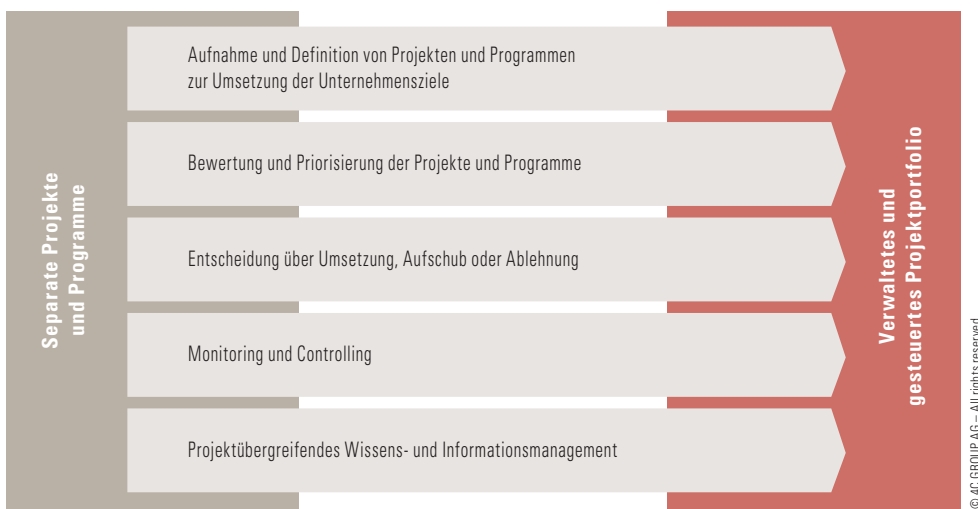 Separate Projekte
und Programme
Aufnahme und Definition von Projekten und Programmen
zur Umsetzung der Unternehmensziele
Bewertung und Priorisierung der Projekte und Programme
Entscheidung über Umsetzung, Aufschub oder Ablehnung
Monitoring und Controlling
Projektübergreifendes Wissens- und Informationsmanagement
Verwaltetes und
gesteuertes Projektportfolio
© 4C GROUP AG – All rights reserved